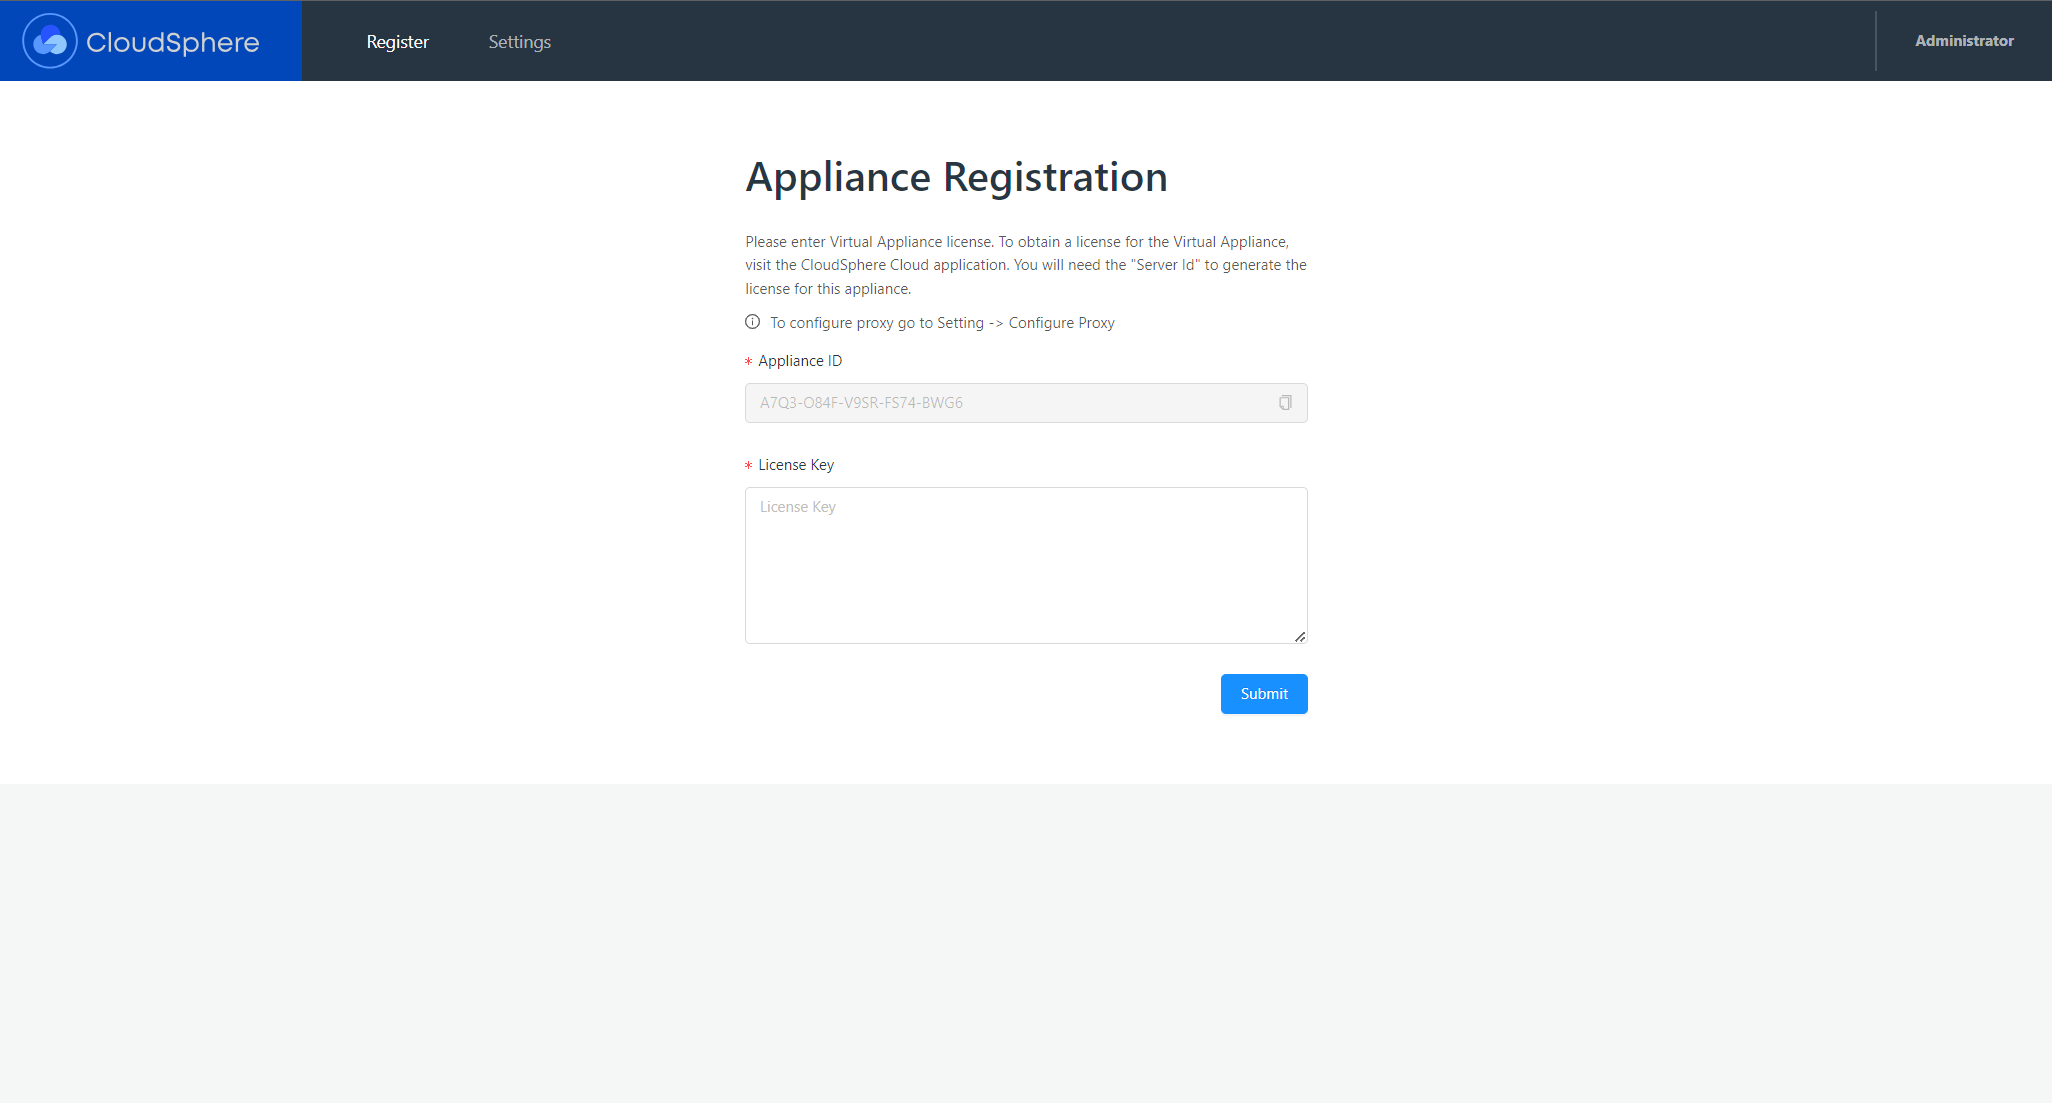 CloudSphere
Register
Settings
Administrator
Appliance Registration
Please enter Virtual Appliance license. To obtain a license for the Virtual Appliance,
visit the CloudSphere Cloud application. You will need the "Server Id" to generate the
license for this appliance.
To configure proxy go to Setting -> Configure Proxy
* Appliance ID
A7Q3-O84F-V9SR-FS74-BWG6
* License Key
License Key
Submit